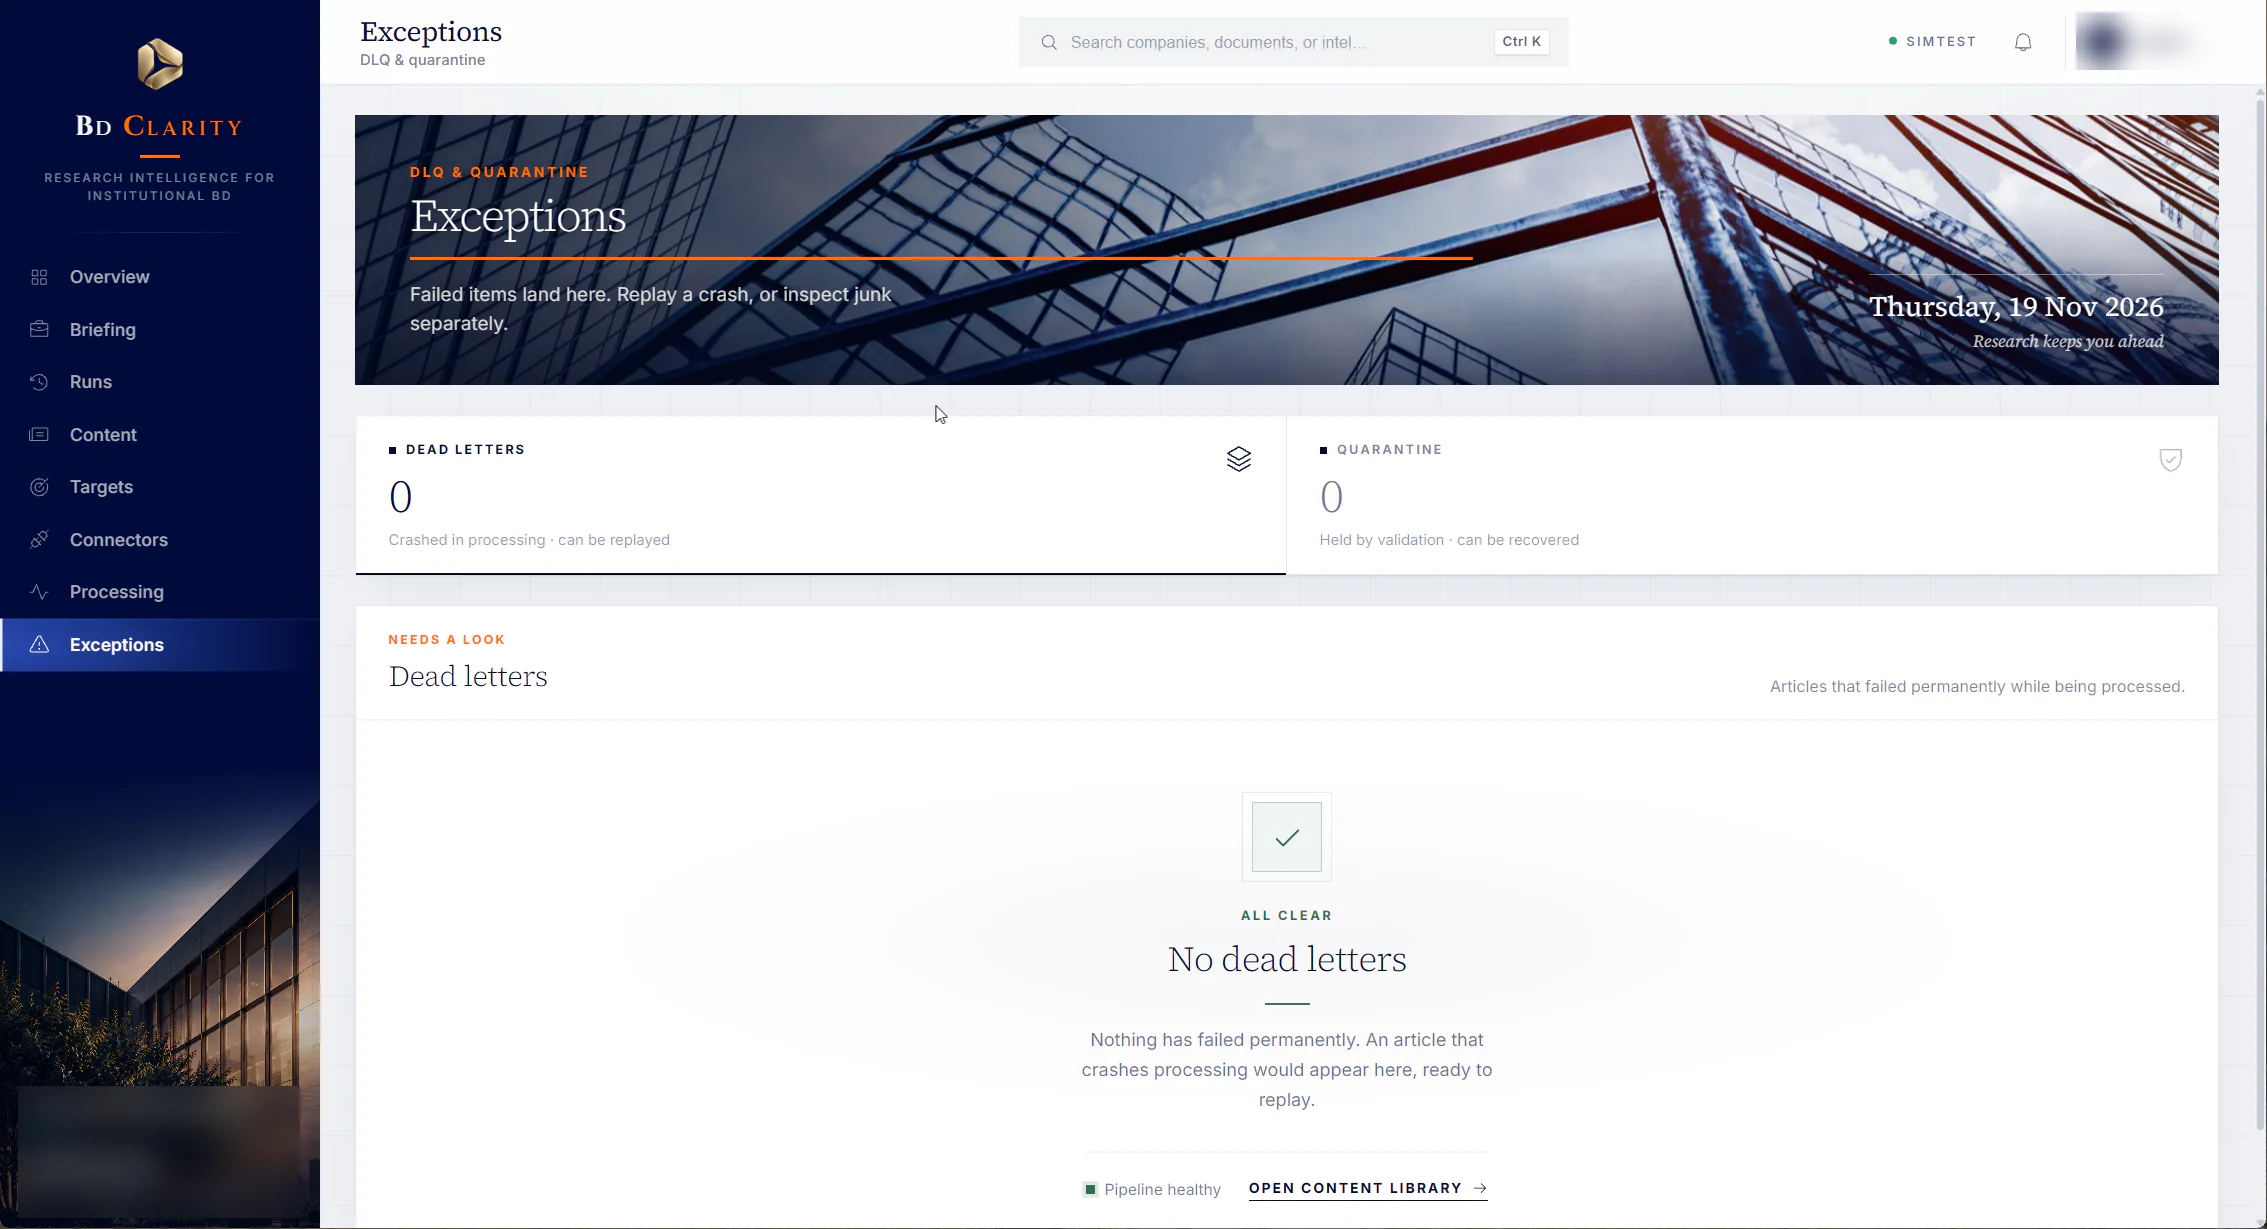 BD CLARITY
RESEARCH INTELLIGENCE FOR
INSTITUTIONAL BD
Overview
Briefing
Runs
Content
Targets
Connectors
Processing
Exceptions
Exceptions
DLQ & quarantine
Search companies, documents, or intel...
Ctrl K
SIMTEST
DLQ & QUARANTINE
Exceptions
Failed items land here. Replay a crash, or inspect junk
separately.
Thursday, 19 Nov 2026
Research keeps you ahead
DEAD LETTERS
0
Crashed in processing · can be replayed
QUARANTINE
0
Held by validation · can be recovered
NEEDS A LOOK
Dead letters
Articles that failed permanently while being processed.
ALL CLEAR
No dead letters
Nothing has failed permanently. An article that
crashes processing would appear here, ready to
replay.
Pipeline healthy
OPEN CONTENT LIBRARY →